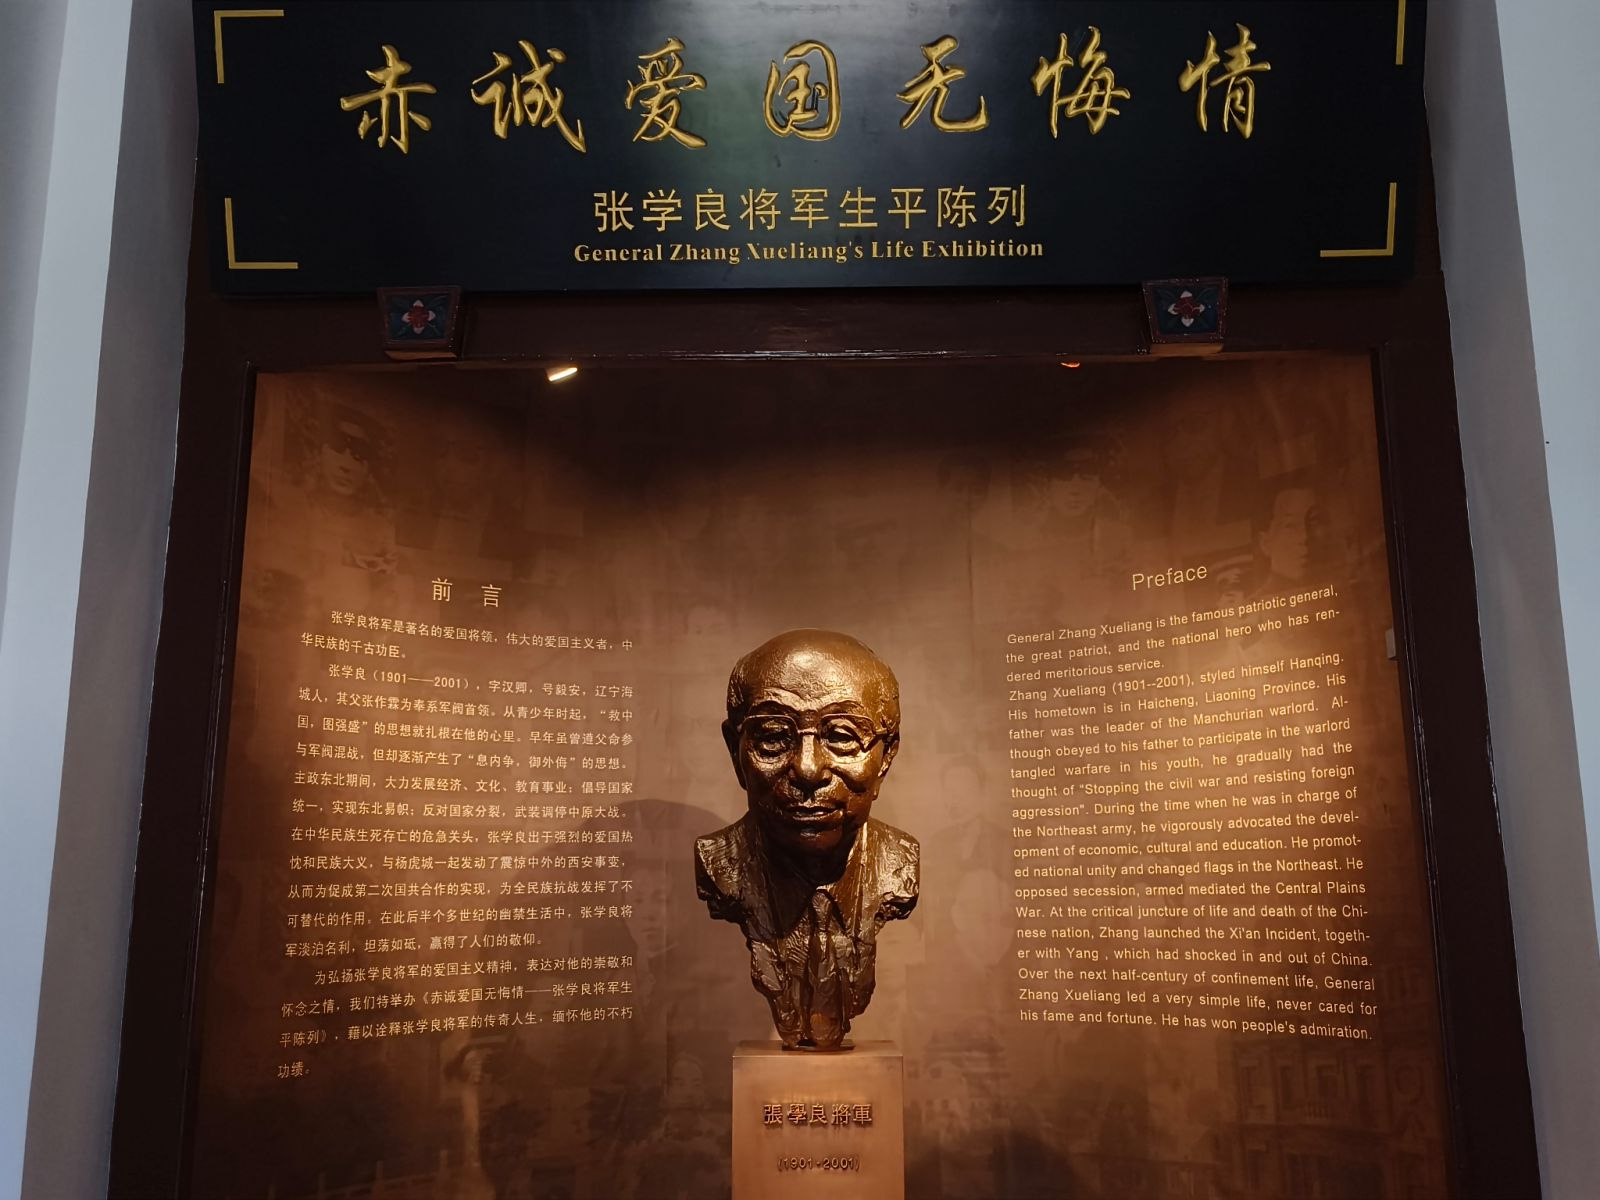 赤诚爱国无悔情
张学良将军生平陈列
General Zhang Xueliang's Life Exhibition
前 言
张学良将军是著名的爱国将领，伟大的爱国主义者，中
华民族的千古功臣。
张学良（1901——2001），字汉卿，号毅安，辽宁海
城人，其父张作霖为奉系军阀首领。从青少年时起，“救中
国，图强盛”的思想就扎根在他的心里。早年虽曾遵父命参
与军阀混战，但却逐渐产生了“息内争，御外侮”的思想。
主政东北期间，大力发展经济、文化、教育事业；倡导国家
统一，实现东北易帜；反对国家分裂，武装调停中原大战。
在中华民族生死存亡的危急关头，张学良出于强烈的爱国热
忱和民族大义，与杨虎城一起发动了震惊中外的西安事变，
从而为促成第二次国共合作的实现，为全民族抗战发挥了不
可替代的作用。在此后半个多世纪的幽禁生活中，张学良将
军淡泊名利，坦荡如砥，赢得了人们的敬仰。
为弘扬张学良将军的爱国主义精神，表达对他的崇敬和
怀念之情，我们特举办《赤诚爱国无悔情——张学良将军生
平陈列》，藉以诠释张学良将军的传奇人生，缅怀他的不朽
功绩。
Preface
General Zhang Xueliang is the famous patriotic general,
the great patriot, and the national hero who has ren-
dered meritorious service.
Zhang Xueliang (1901--2001), styled himself Hanqing.
His hometown is in Haicheng, Liaoning Province. His
father was the leader of the Manchurian warlord. Al-
though obeyed to his father to participate in the warlord
tangled warfare in his youth, he gradually had the
thought of "Stopping the civil war and resisting foreign
aggression". During the time when he was in charge of
the Northeast army, he vigorously advocated the devel-
opment of economic, cultural and education. He promot-
ed national unity and changed flags in the Northeast. He
opposed secession, armed mediated the Central Plains
War. At the critical juncture of life and death of the Chi-
nese nation, Zhang launched the Xi'an Incident, togeth-
er with Yang , which had shocked in and out of China.
Over the next half-century of confinement life, General
Zhang Xueliang led a very simple life, never cared for
his fame and fortune. He has won people's admiration.
張學良將軍
(1901-2001)